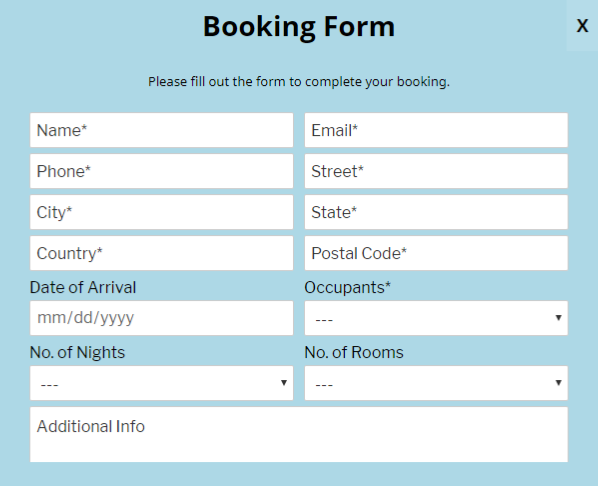 Booking Form
X
Please fill out the form to complete your booking.
Name*
Email*
Phone*
Street*
City*
State*
Country*
Postal Code*
Date of Arrival
Occupants*
mm/dd/yyyy
---
No. of Nights
No. of Rooms
---
---
Additional Info